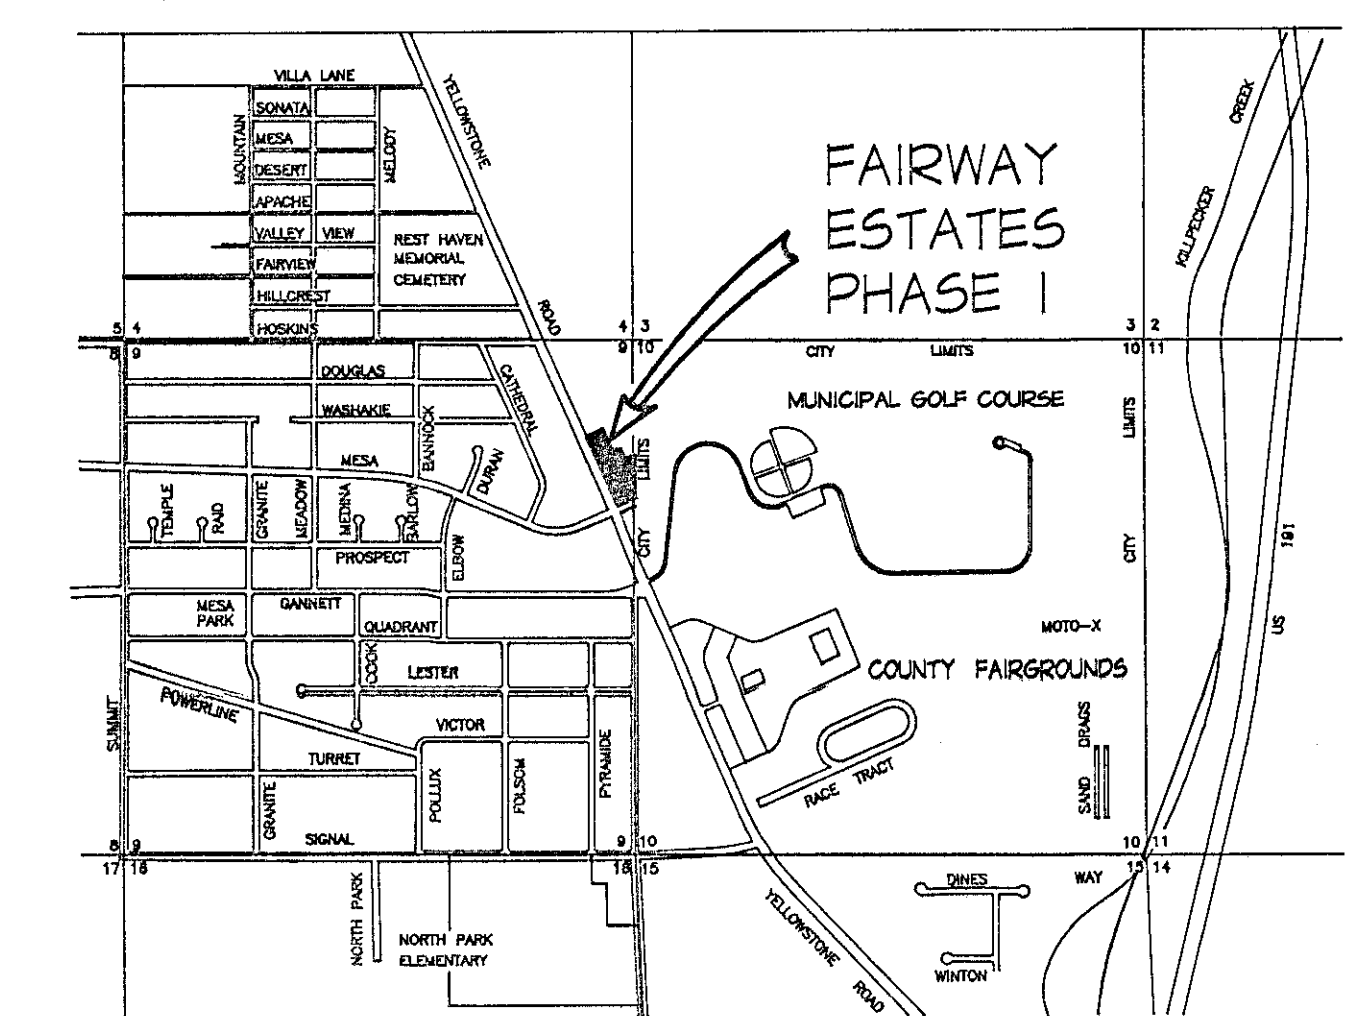 VILLA LANE
YELLOWSTONE
SONATA
MOUNTAIN
MESA
MELODY
DESERT
APACHE
VALLEY VIEW
FAIRVIEW
HILLCREST
HOSKINS
REST HAVEN
MEMORIAL
CEMETERY
ROAD
FAIRWAY
ESTATES
PHASE I
CREEK
KILLPECKER
5 4
8 9
4 3
9 10
3 2
10 11
CITY LIMITS
DOUGLAS
WASHAKIE
CATHEDRAL
BANNOCK
MESA
DURAN
LIMITS
CITY
MUNICIPAL GOLF COURSE
LIMITS
CITY
TEMPLE
RAID
GRANITE
MEADOW
MEDINA
BARLOW
PROSPECT
ELBOW
191
US
MESA
PARK
GANNETT
QUADRANT
COOK
LESTER
POWERLINE
SUMMIT
VICTOR
TURRET
GRANITE
POLLUX
FOLSOM
PYRAMIDE
SIGNAL
MOTO-X
COUNTY FAIRGROUNDS
RACE TRACT
SAND DRAGS
8 9
17 16
9 10
16 15
10 11
15 14
NORTH PARK
NORTH PARK
ELEMENTARY
YELLOWSTONE
ROAD
DINES
WAY
WINTON